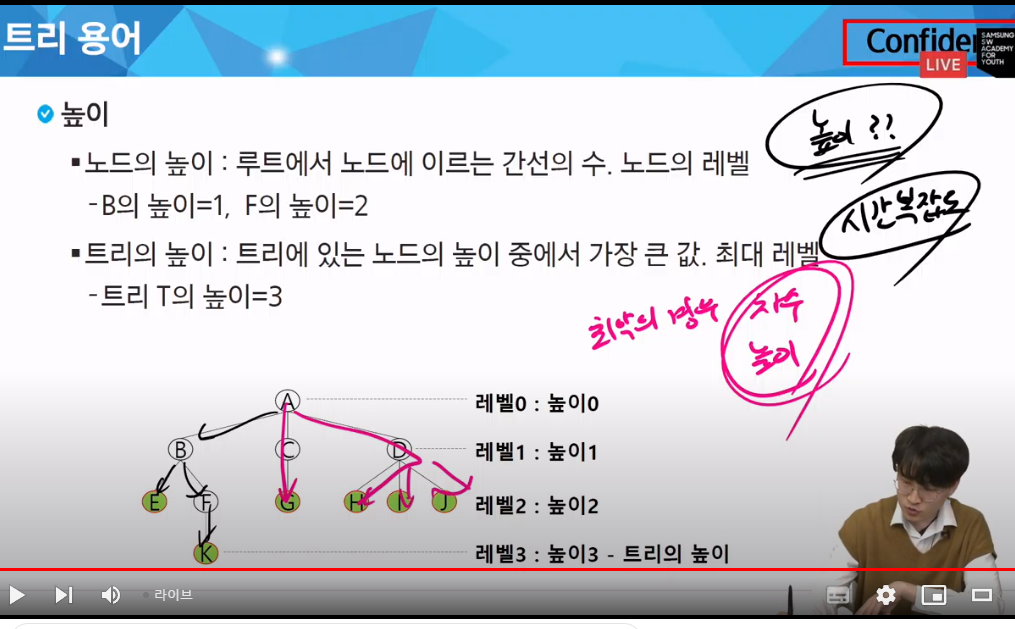 트리 용어
Confiden
LIVE
SAMSUNG
SW
ACADEMY
FOR
YOUTH
높이
높이 ??
▪노드의 높이 : 루트에서 노드에 이르는 간선의 수. 노드의 레벨
-B의 높이=1, F의 높이=2
시간복잡도
▪트리의 높이 : 트리에 있는 노드의 높이 중에서 가장 큰 값. 최대 레벨
-트리 T의 높이=3
최악의 경우
차수
높이
A
레벨0 : 높이0
B C D
레벨1 : 높이1
E F G H I J
레벨2 : 높이2
K
레벨3 : 높이3 - 트리의 높이
라이브